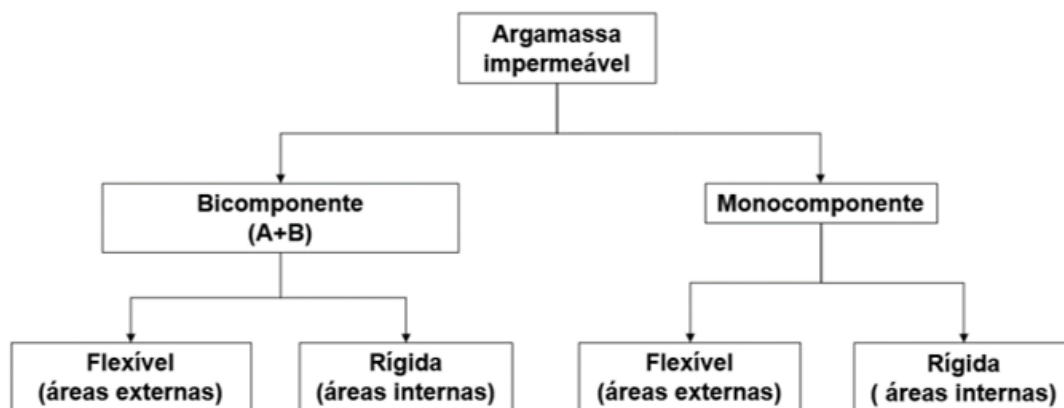 Argamassa
impermeável
Bicomponente
(A+B)
Monocomponente
Flexível
(áreas externas)
Rígida
(áreas internas)
Flexível
(áreas externas)
Rígida
( áreas internas)